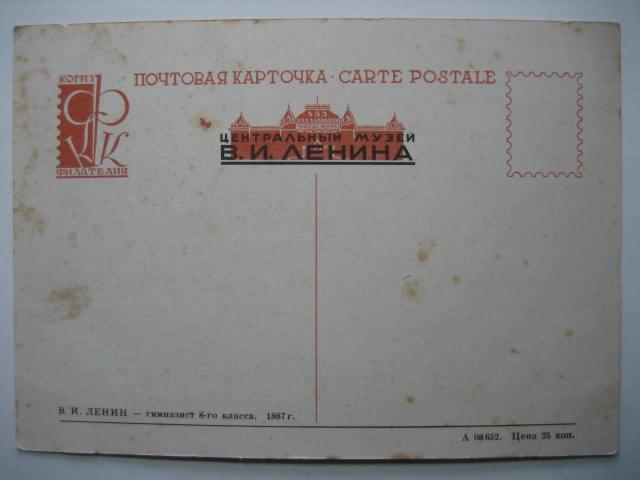 КОГИЗ
ФКК
ФИЛАТЕЛИЯ
ПОЧТОВАЯ КАРТОЧКА · CARTE POSTALE
ЦЕНТРАЛЬНЫЙ МУЗЕЙ
В. И. ЛЕНИНА
В. И. ЛЕНИН — гимназист 8-го класса. 1887 г.
А 08652. Цена 25 коп.